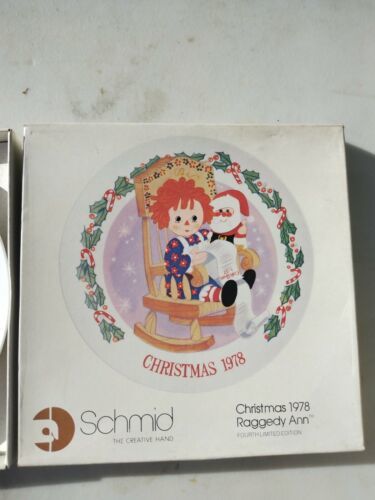 CHRISTMAS 1978
Schmid
THE CREATIVE HAND
Christmas 1978
Raggedy Ann™
FOURTH LIMITED EDITION